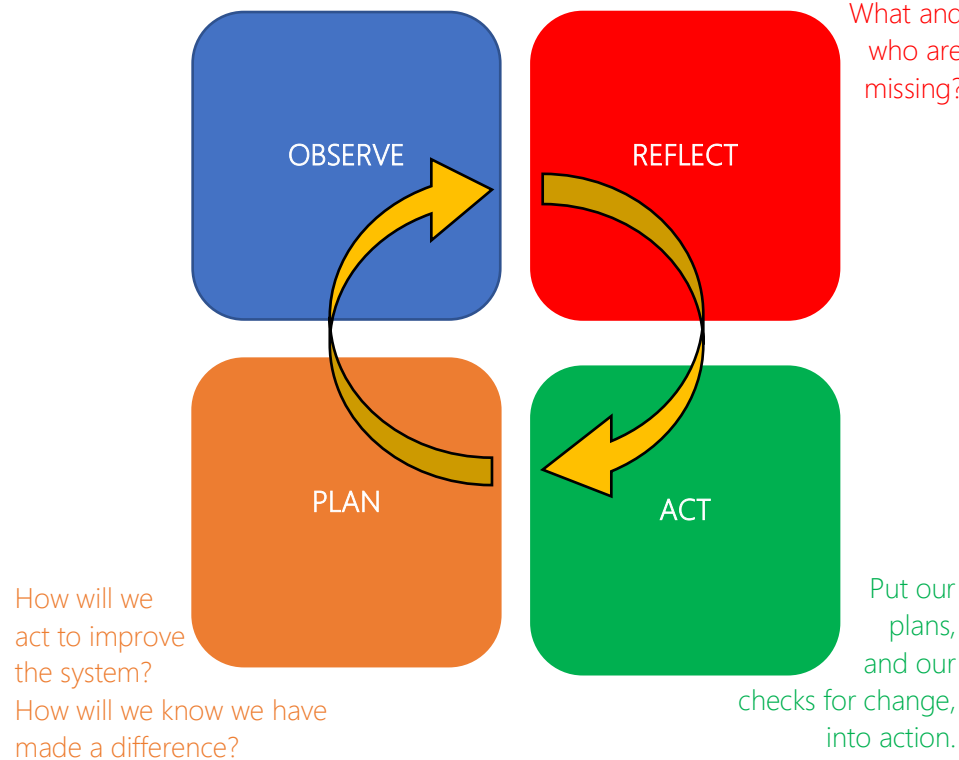 What and
who are
missing?
OBSERVE
REFLECT
PLAN
ACT
How will we
act to improve
the system?
How will we know we have
made a difference?
Put our
plans,
and our
checks for change,
into action.